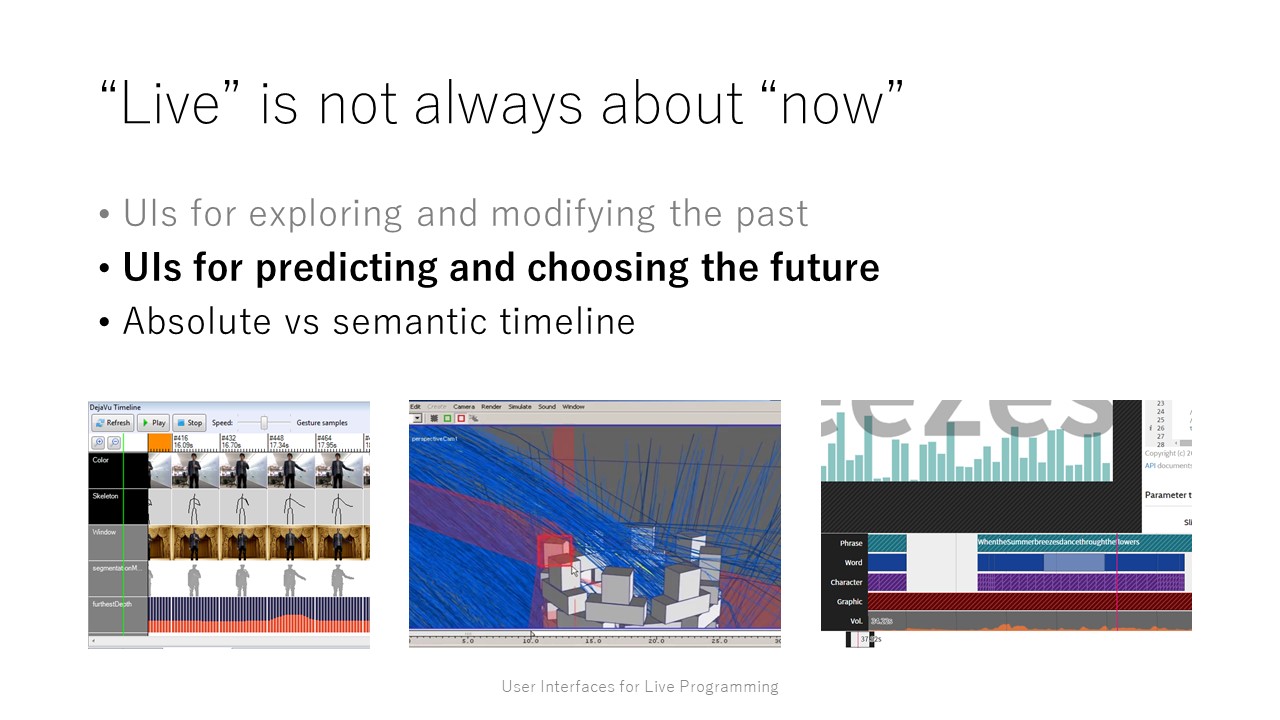 “Live” is not always about “now”
• UIs for exploring and modifying the past
• UIs for predicting and choosing the future
• Absolute vs semantic timeline
DejaVu Timeline
Refresh Play Stop Speed: Gesture samples
#416 #432 #448 #464
16.09s 16.70s 17.34s 17.95s
Color
Skeleton
Window
segmentationM...
furthestDepth
Edit Create Camera Render Simulate Sound Window
perspectiveCam1
5.0 10.0 15.0 20.0 25.0
eezes
23
24
25
26
27
28
Copyright (c)
API document
Parameter t
Sli
Phrase WhentheSummerbreezesdancethroughtheflowers
Word
Character
Graphic
Vol. 34.22s
User Interfaces for Live Programming